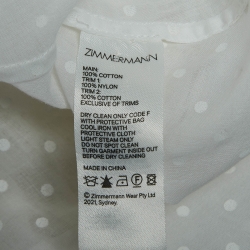 ZIMMERMANN
MAIN:
100% COTTON
TRIM 1:
100% NYLON
TRIM 2:
100% COTTON
EXCLUSIVE OF TRIMS
DRY CLEAN ONLY CODE F
WITH PROTECTIVE BAG
COOL IRON WITH
PROTECTIVE CLOTH
LIGHT STEAM ONLY
DO NOT SPOT CLEAN
TURN GARMENT INSIDE OUT
BEFORE DRY CLEANING
MADE IN CHINA
© Zimmermann Wear Pty Ltd
2021, Sydney.